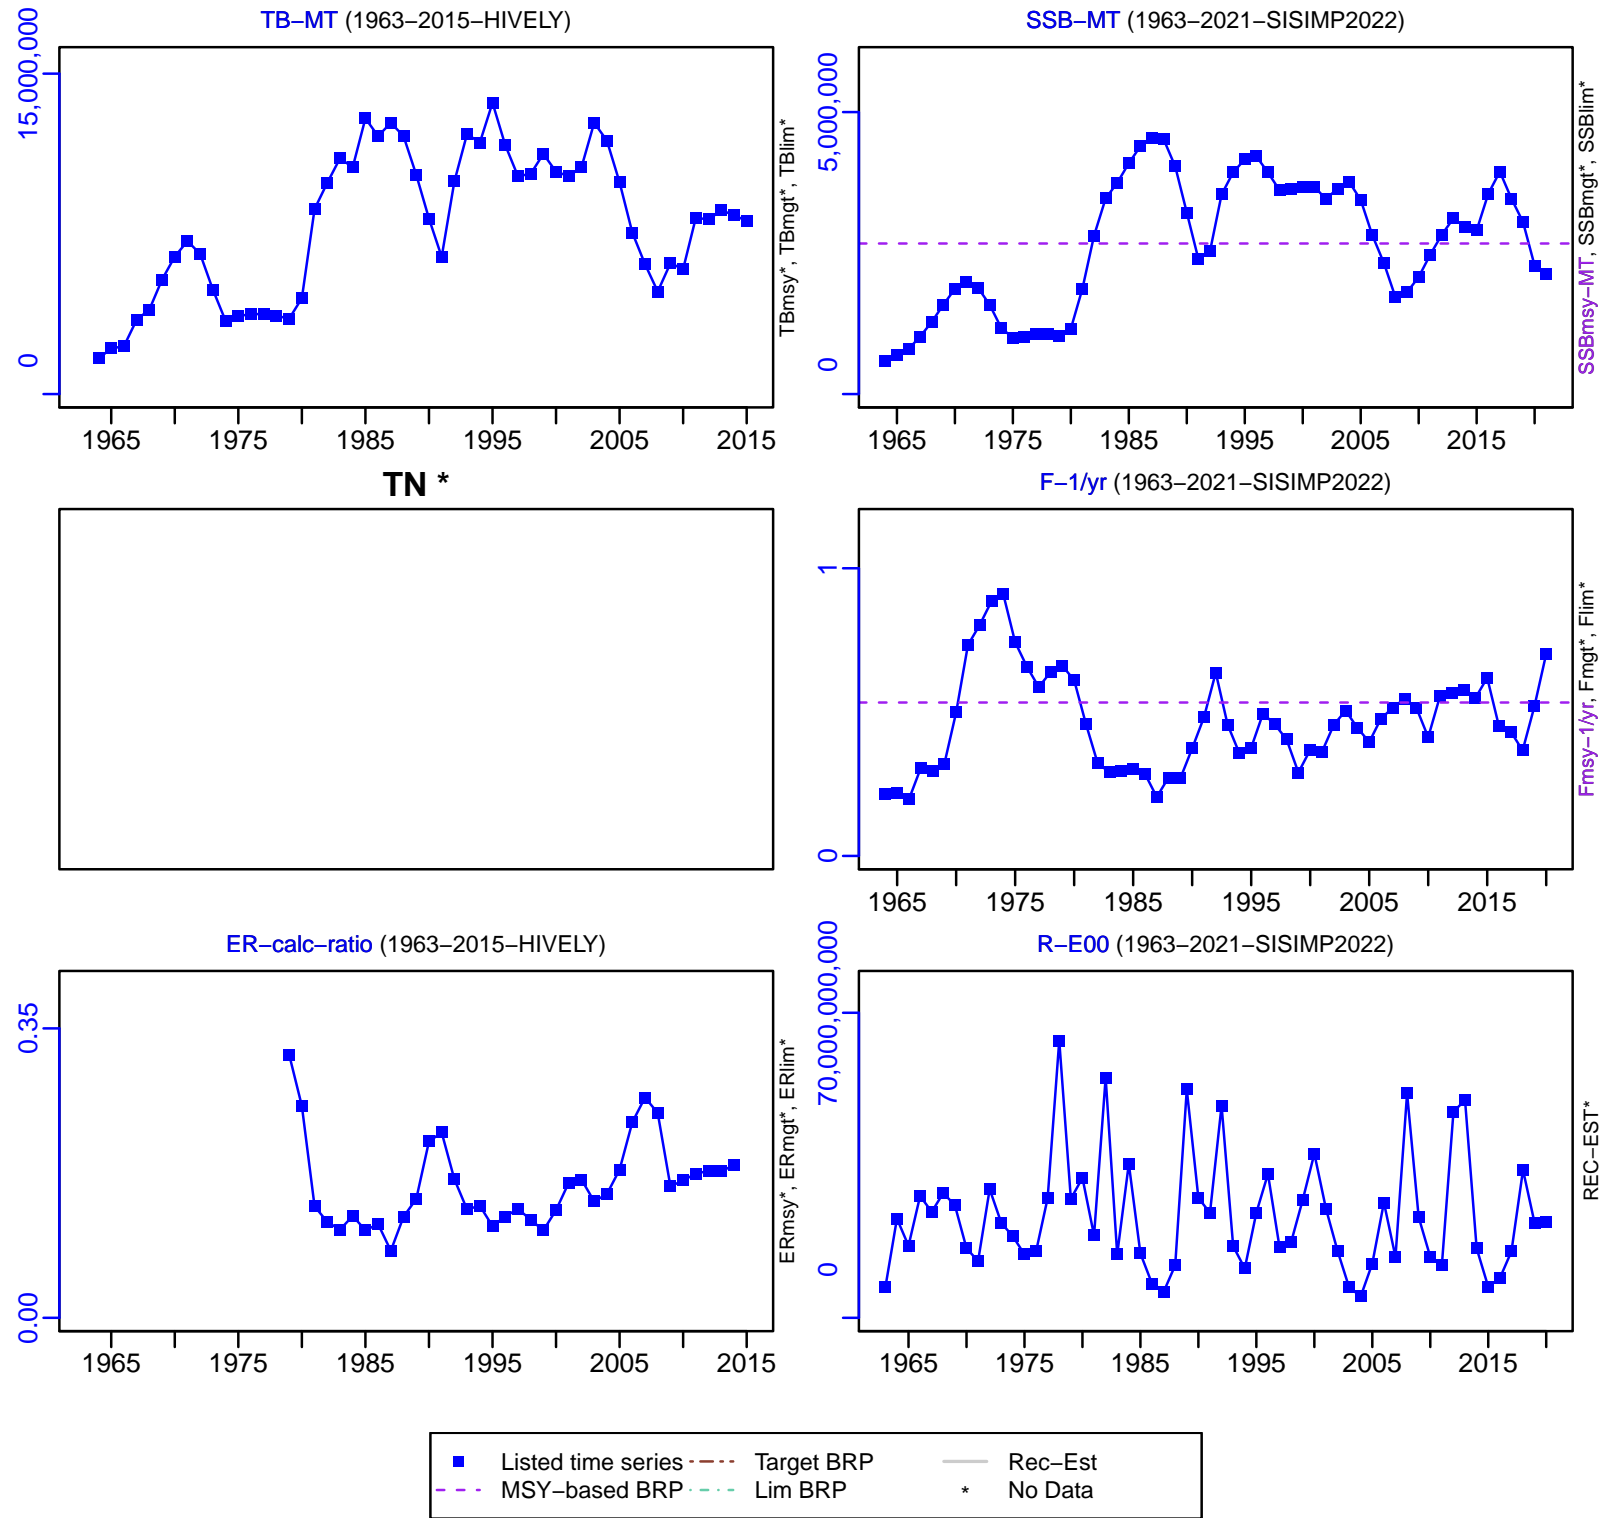 TB−MT (1963−2015−HIVELY)
15,000,000
0
TBmsy*, TBmgt*, TBlim*
1965 1975 1985 1995 2005 2015
SSB−MT (1963−2021−SISIMP2022)
5,000,000
0
SSBmsy−MT, SSBmgt*, SSBlim*
1965 1975 1985 1995 2005 2015
TN *
F−1/yr (1963−2021−SISIMP2022)
1
0
Fmsy−1/yr, Fmgt*, Flim*
1965 1975 1985 1995 2005 2015
ER−calc−ratio (1963−2015−HIVELY)
0.35
0.00
ERmsy*, ERmgt*, ERlim*
1965 1975 1985 1995 2005 2015
R−E00 (1963−2021−SISIMP2022)
70,000,000,000
0
REC−EST*
1965 1975 1985 1995 2005 2015
Listed time series Target BRP Rec−Est
MSY−based BRP Lim BRP * No Data